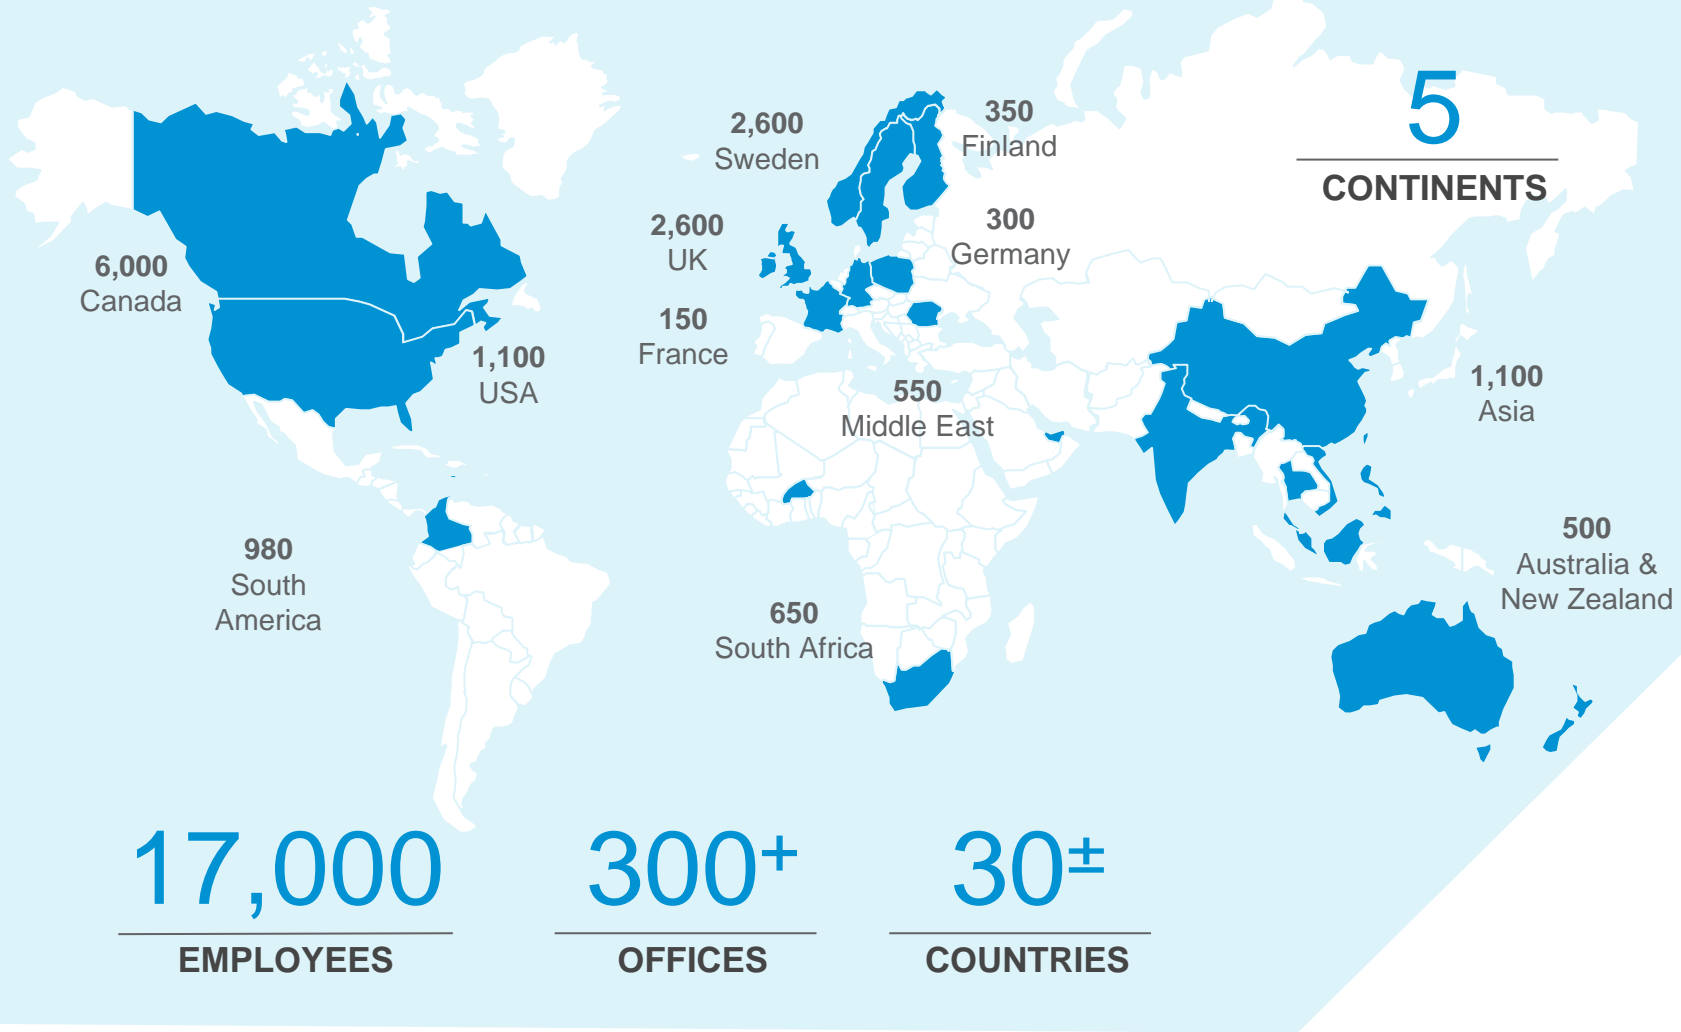 5
CONTINENTS
2,600
Sweden
350
Finland
2,600
UK
300
Germany
6,000
Canada
150
France
1,100
USA
550
Middle East
1,100
Asia
980
South
America
500
Australia &
New Zealand
650
South Africa
17,000
EMPLOYEES
300+
OFFICES
30±
COUNTRIES